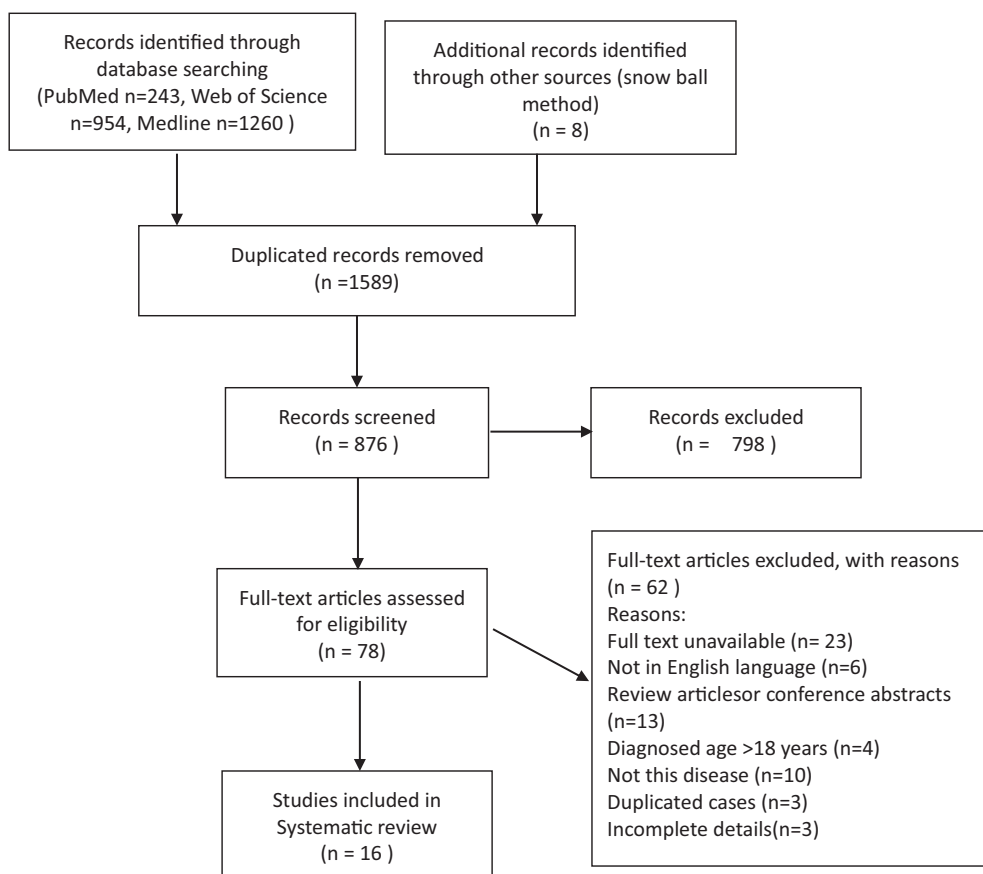 Records identified through
database searching
(PubMed n=243, Web of Science
n=954, Medline n=1260 )
Additional records identified
through other sources (snow ball
method)
(n = 8)
Duplicated records removed
(n =1589)
Records screened
(n = 876 )
Records excluded
(n = 798 )
Full-text articles assessed
for eligibility
(n = 78)
Full-text articles excluded, with reasons
(n = 62 )
Reasons:
Full text unavailable (n= 23)
Not in English language (n=6)
Review articlesor conference abstracts
(n=13)
Diagnosed age >18 years (n=4)
Not this disease (n=10)
Duplicated cases (n=3)
Incomplete details(n=3)
Studies included in
Systematic review
(n = 16 )